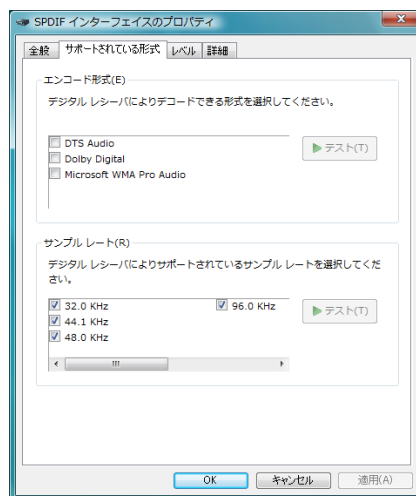 SPDIF インターフェイスのプロパティ
全般 サポートされている形式 レベル 詳細
エンコード形式(E)
デジタル レシーバによりデコードできる形式を選択してください。
DTS Audio
Dolby Digital
Microsoft WMA Pro Audio
テスト(T)
サンプル レート(R)
デジタル レシーバによりサポートされているサンプル レートを選択してくだ
さい。
32.0 KHz 96.0 KHz
44.1 KHz
48.0 KHz
テスト(T)
OK キャンセル 適用(A)